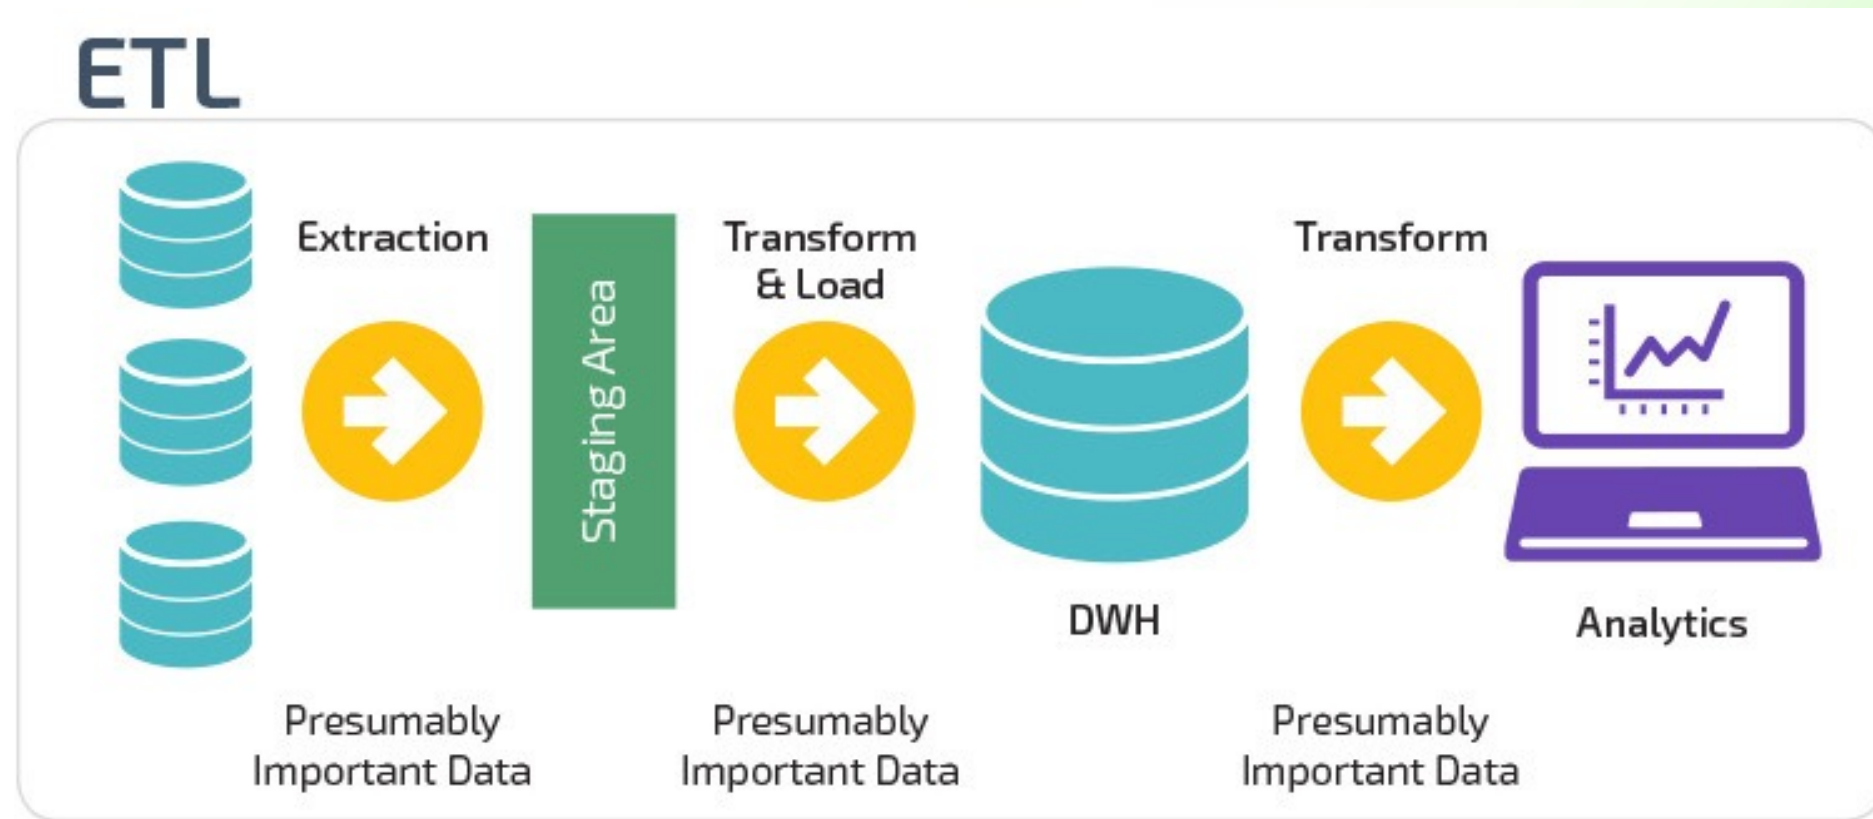 ETL
Extraction
Staging Area
Transform
& Load
DWH
Transform
Analytics
Presumably
Important Data
Presumably
Important Data
Presumably
Important Data